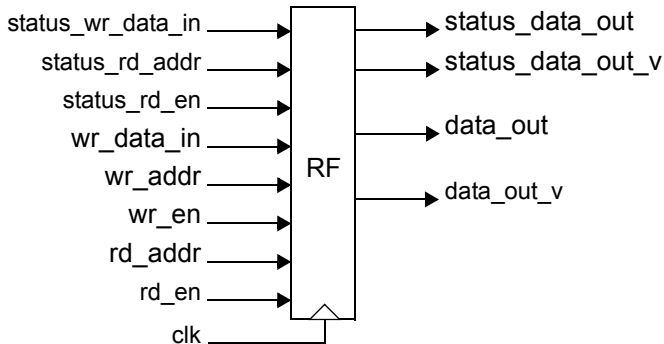 status_wr_data_in
status_rd_addr
status_rd_en
wr_data_in
wr_addr
wr_en
rd_addr
rd_en
clk
RF
status_data_out
status_data_out_v
data_out
data_out_v